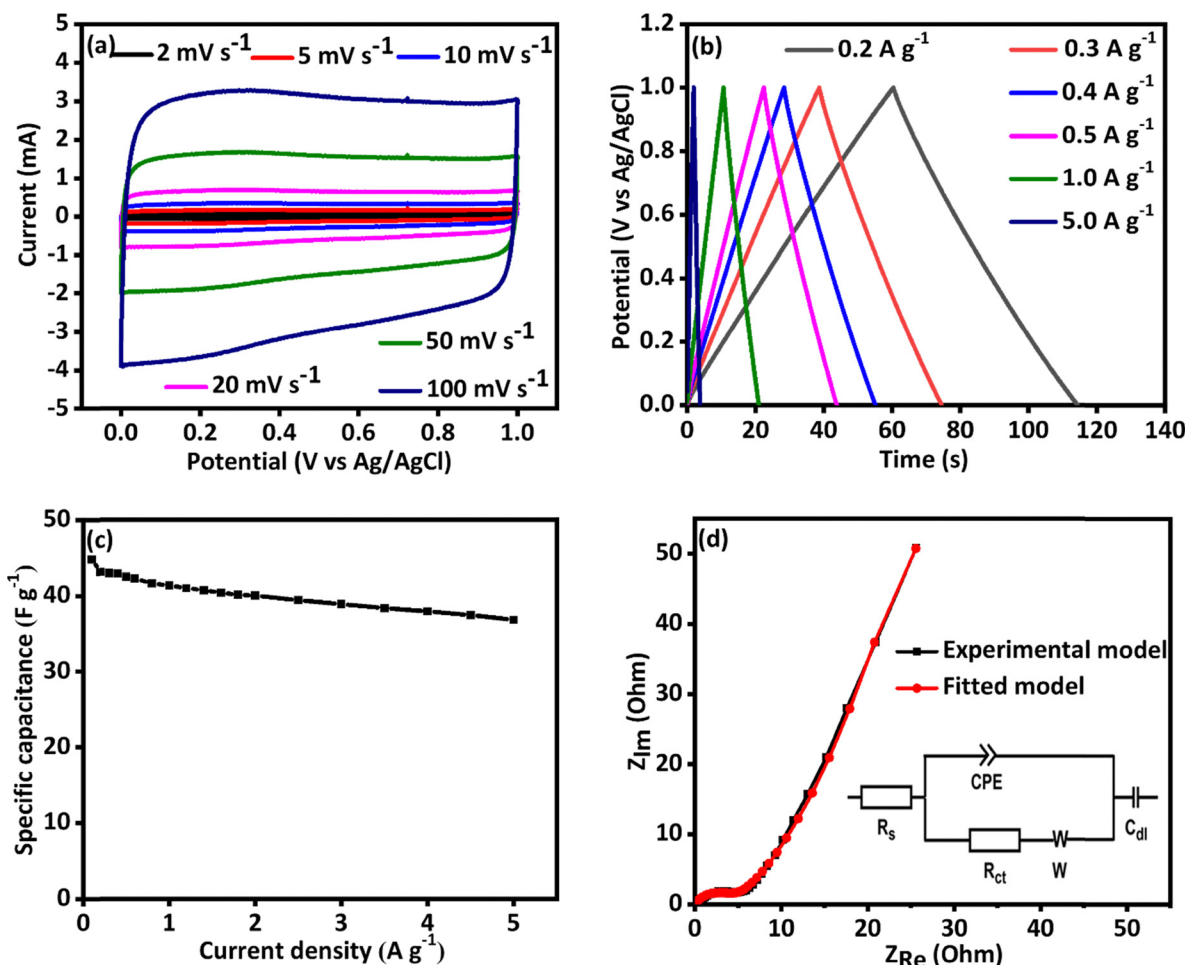 (a)
2 mV s-1 5 mV s-1 10 mV s-1
50 mV s-1
20 mV s-1 100 mV s-1
Current (mA)
5
4
3
2
1
0
-1
-2
-3
-4
-5
0.0 0.2 0.4 0.6 0.8 1.0
Potential (V vs Ag/AgCl)
(b)
0.2 A g-1 0.3 A g-1
0.4 A g-1
0.5 A g-1
1.0 A g-1
5.0 A g-1
Potential (V vs Ag/AgCl)
1.2
1.0
0.8
0.6
0.4
0.2
0.0
0 20 40 60 80 100 120 140
Time (s)
(c)
Specific capacitance (F g-1)
50
40
30
20
10
0
0 1 2 3 4 5
Current density (A g-1)
(d)
Experimental model
Fitted model
CPE
Rs
Rct
W
W
Cdl
ZIm (Ohm)
50
40
30
20
10
0
0 10 20 30 40 50
ZRe (Ohm)